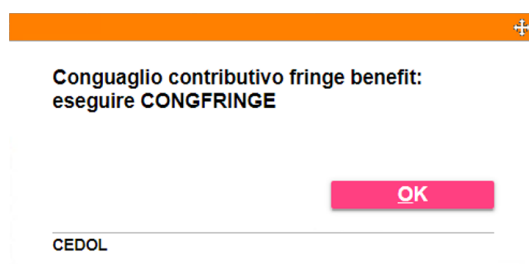 Conguaglio contributivo fringe benefit:
eseguire CONGFRINGE
OK
CEDOL